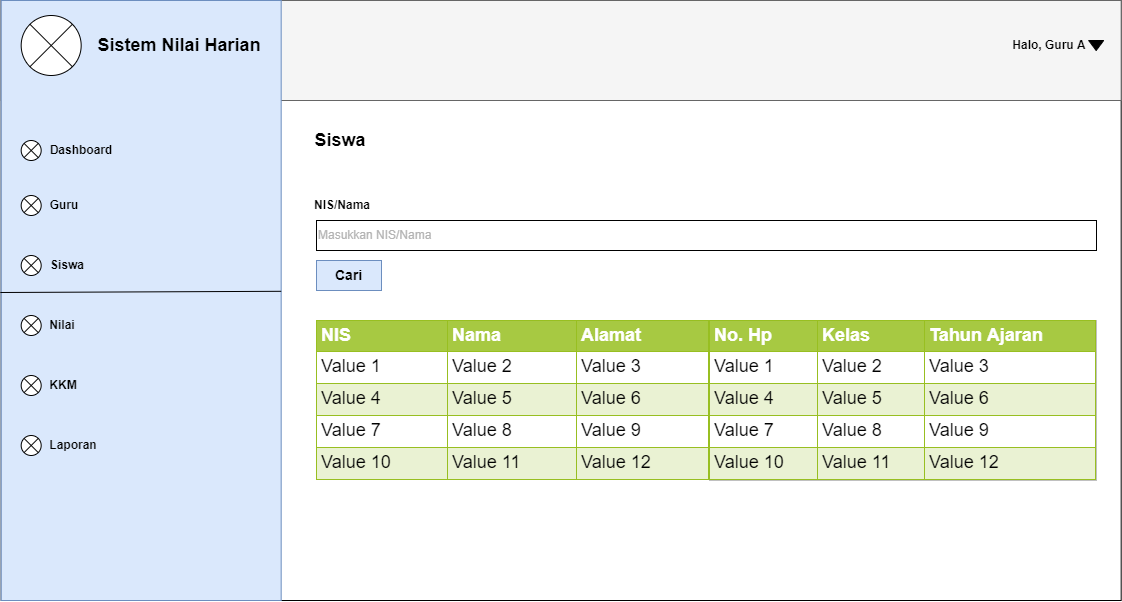 Sistem Nilai Harian
Halo, Guru A
Dashboard
Guru
Siswa
Nilai
KKM
Laporan
Siswa
NIS/Nama
Masukkan NIS/Nama
Cari
NIS Nama Alamat No. Hp Kelas Tahun Ajaran
Value 1 Value 2 Value 3 Value 1 Value 2 Value 3
Value 4 Value 5 Value 6 Value 4 Value 5 Value 6
Value 7 Value 8 Value 9 Value 7 Value 8 Value 9
Value 10 Value 11 Value 12 Value 10 Value 11 Value 12